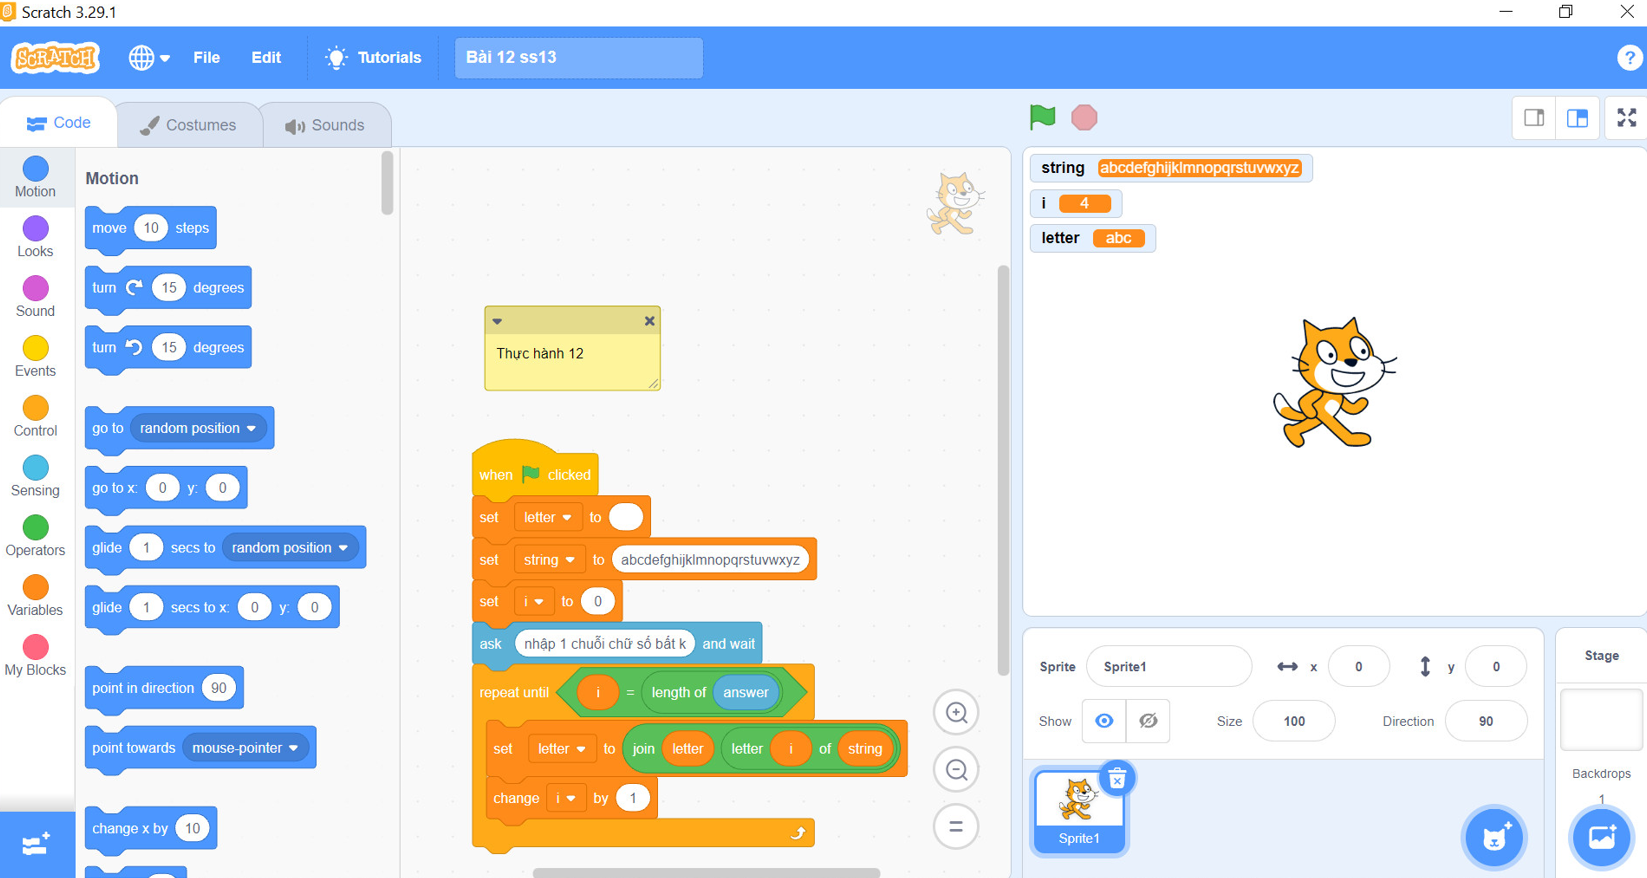 Scratch 3.29.1
SCRATCH File Edit Tutorials Bài 12 ss13 ?
Code Costumes Sounds
Motion
Looks
Sound
Events
Control
Sensing
Operators
Variables
My Blocks
Motion
move 10 steps
turn 15 degrees
turn 15 degrees
go to random position
go to x: 0 y: 0
glide 1 secs to random position
glide 1 secs to x: 0 y: 0
point in direction 90
point towards mouse-pointer
change x by 10
Thực hành 12
when clicked
set letter to
set string to abcdefghijklmnopqrstuvwxyz
set i to 0
ask nhập 1 chuỗi chữ số bất k and wait
repeat until i = length of answer
set letter to join letter letter i of string
change i by 1
string abcdefghijklmnopqrstuvwxyz
i 4
letter abc
Sprite Sprite1 x 0 y 0
Show Size 100 Direction 90
Sprite1
Stage
Backdrops
1